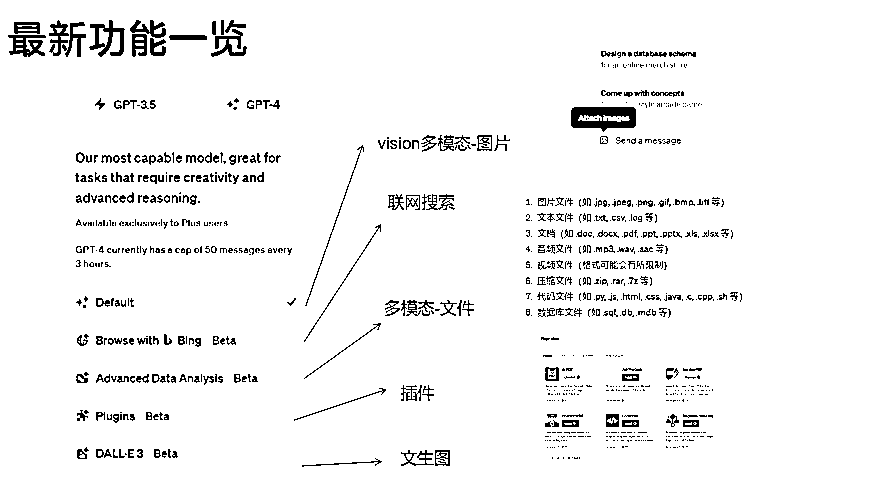 最新功能一览
GPT-3.5
GPT-4
Our most capable model, great for
tasks that require creativity and
advanced reasoning.
Available exclusively to Plus users
GPT-4 currently has a cap of 50 messages every
3 hours.
Default
Browse with Bing Beta
Advanced Data Analysis Beta
Plugins Beta
DALL·E 3 Beta
vision多模态-图片
联网搜索
多模态-文件
插件
文生图
Design a database schema
for an online merch store
Come up with concepts
Attach images
Send a message
1. 图片文件 (如 .jpg, .jpeg, .png, .gif, .bmp, .tiff 等)
2. 文本文件 (如 .txt, .csv, .log 等)
3. 文档 (如 .doc, .docx, .pdf, .ppt, .pptx, .xls, .xlsx 等)
4. 音频文件 (如 .mp3, .wav, .aac 等)
5. 视频文件 (格式可能会有所限制)
6. 压缩文件 (如 .zip, .rar, .7z 等)
7. 代码文件 (如 .py, .js, .html, .css, .java, .c, .cpp, .sh 等)
8. 数据库文件 (如 .sql, .db, .mdb 等)